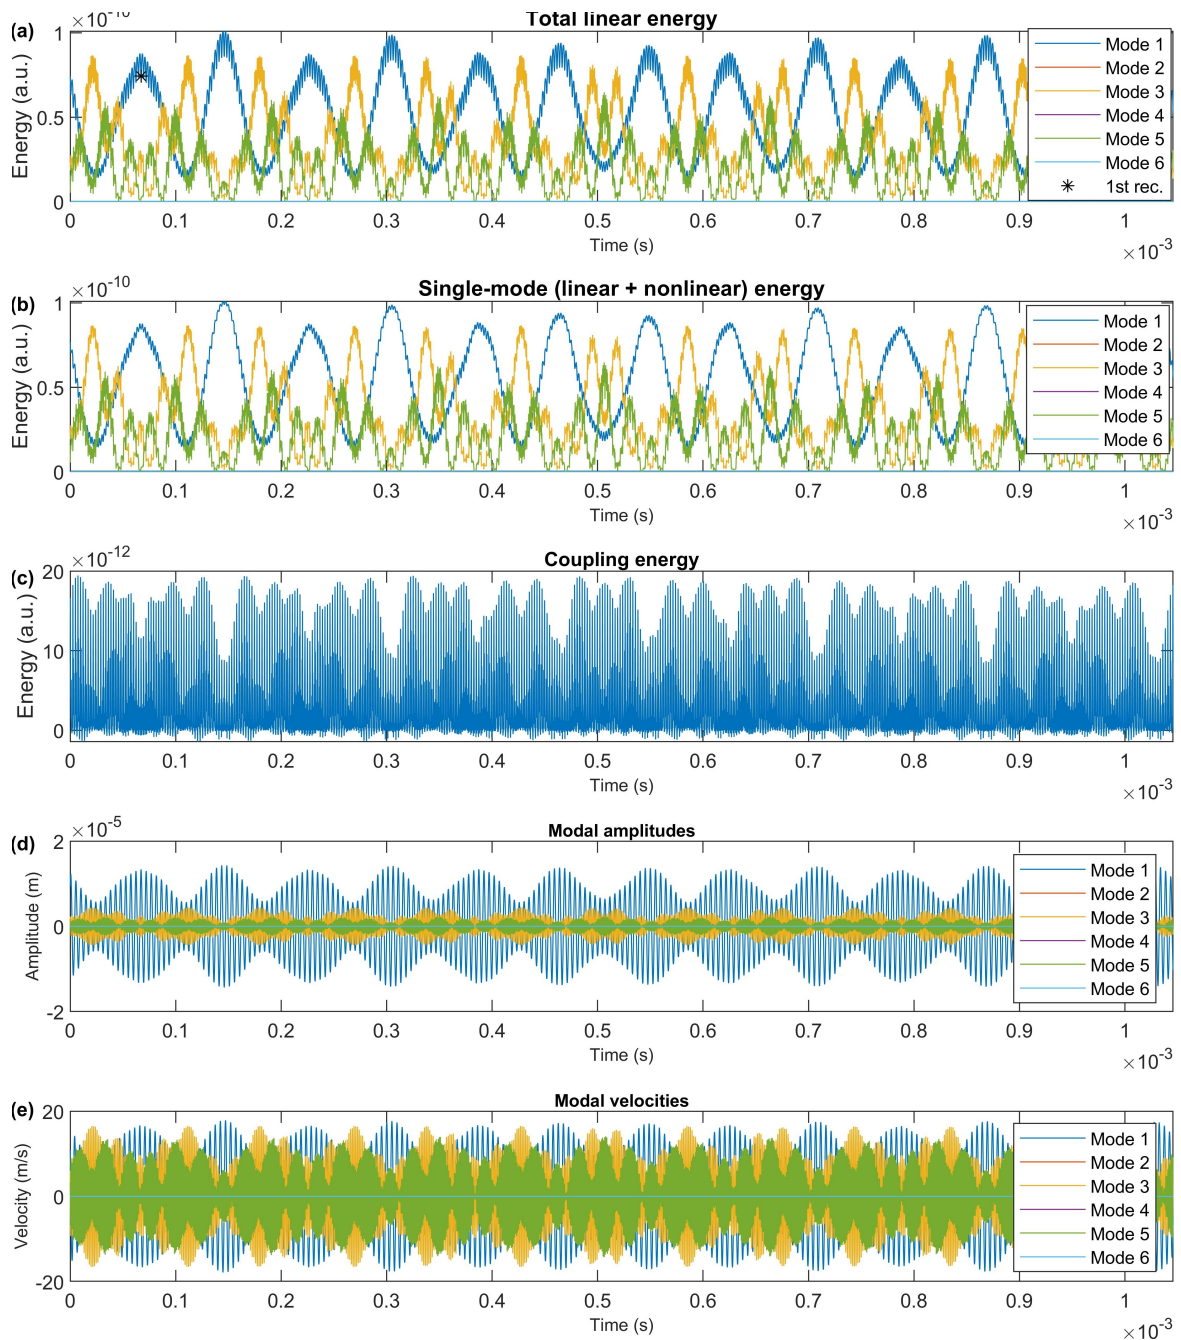 (a)
×10-10
Total linear energy
1
0.5
0
Energy (a.u.)
Mode 1
Mode 2
Mode 3
Mode 4
Mode 5
Mode 6
1st rec.
0 0.1 0.2 0.3 0.4 0.5 0.6 0.7 0.8 0.9 1
Time (s)
×10-3
(b)
×10-10
Single-mode (linear + nonlinear) energy
1
0.5
0
Energy (a.u.)
Mode 1
Mode 2
Mode 3
Mode 4
Mode 5
Mode 6
0 0.1 0.2 0.3 0.4 0.5 0.6 0.7 0.8 0.9 1
Time (s)
×10-3
(c)
×10-12
Coupling energy
20
10
0
Energy (a.u.)
0 0.1 0.2 0.3 0.4 0.5 0.6 0.7 0.8 0.9 1
Time (s)
×10-3
(d)
×10-5
Modal amplitudes
2
0
-2
Amplitude (m)
Mode 1
Mode 2
Mode 3
Mode 4
Mode 5
Mode 6
0 0.1 0.2 0.3 0.4 0.5 0.6 0.7 0.8 0.9 1
Time (s)
×10-3
(e)
Modal velocities
20
0
-20
Velocity (m/s)
Mode 1
Mode 2
Mode 3
Mode 4
Mode 5
Mode 6
0 0.1 0.2 0.3 0.4 0.5 0.6 0.7 0.8 0.9 1
Time (s)
×10-3